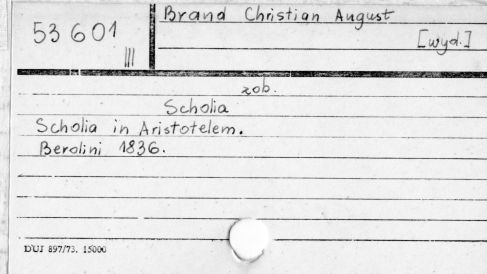 53 601
III
Brand Christian August
[wyd.]
zob.
Scholia
Scholia in Aristotelem.
Berolini 1836.
DUJ 897/73. 15000